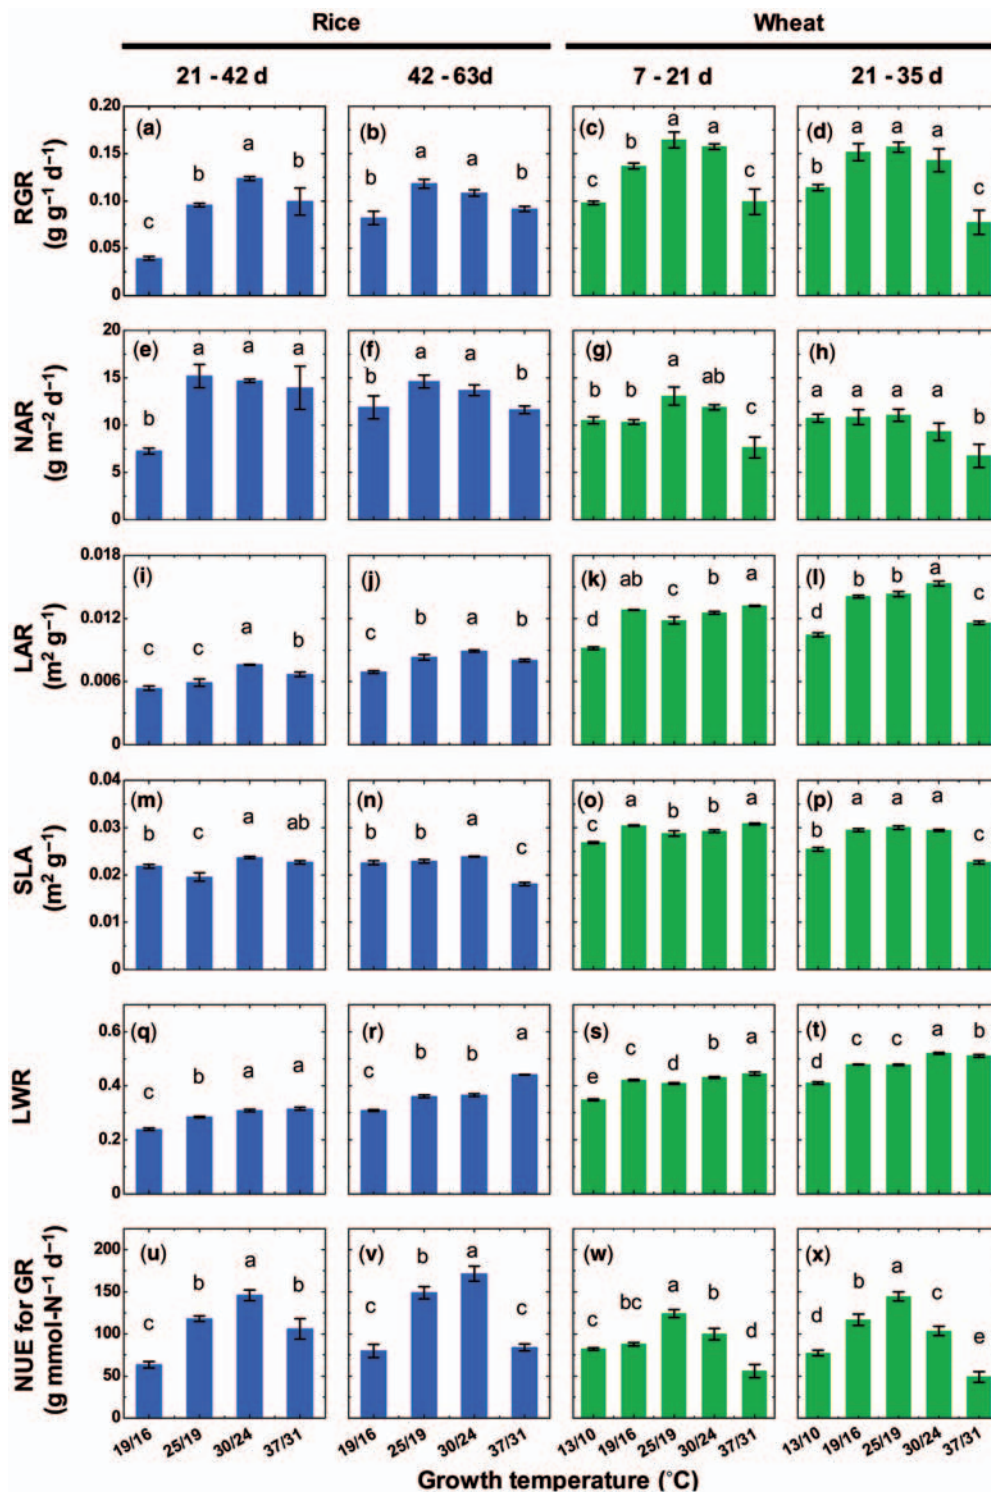 Rice Wheat
21 - 42 d 42 - 63d 7 - 21 d 21 - 35 d
RGR
(g g⁻¹ d⁻¹)
0.20
0.15
0.10
0.05
0
(a) c b a b
(b) b a a b
(c) c b a a c
(d) b a a a c
NAR
(g m⁻² d⁻¹)
20
15
10
5
0
(e) b a a a
(f) b a a b
(g) b b a ab c
(h) a a a a b
LAR
(m² g⁻¹)
0.018
0.012
0.006
0
(i) c c a b
(j) c b a b
(k) d ab c b a
(l) d b b a c
SLA
(m² g⁻¹)
0.04
0.03
0.02
0.01
0
(m) b c a ab
(n) b b a c
(o) c a b b a
(p) b a a a c
LWR
0.6
0.4
0.2
0
(q) c b a a
(r) c b b a
(s) e c d b a
(t) d c c a b
NUE for GR
(g mmol-N⁻¹ d⁻¹)
200
150
100
50
0
(u) c b a b
(v) c b a c
(w) c bc a b d
(x) d b a c e
19/16 25/19 30/24 37/31 19/16 25/19 30/24 37/31 13/10 19/16 25/19 30/24 37/31 13/10 19/16 25/19 30/24 37/31
Growth temperature (°C)